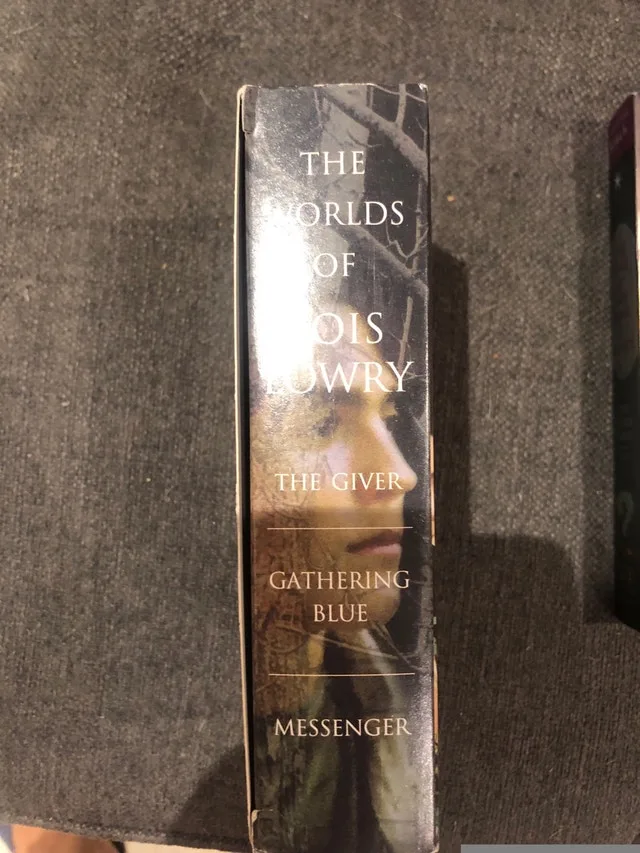 THE
WORLDS
OF
LOIS
LOWRY
THE GIVER
GATHERING
BLUE
MESSENGER